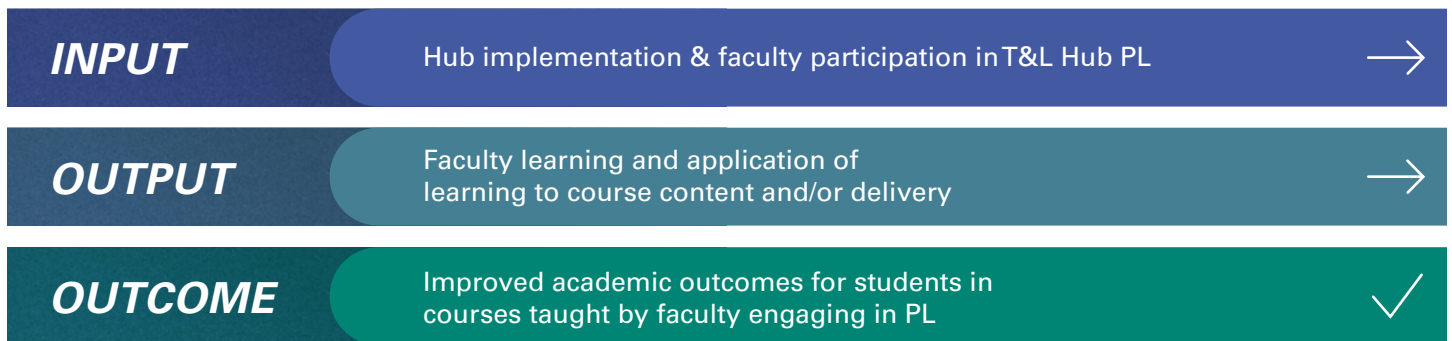 INPUT
Hub implementation & faculty participation in T&L Hub PL
OUTPUT
Faculty learning and application of
learning to course content and/or delivery
OUTCOME
Improved academic outcomes for students in
courses taught by faculty engaging in PL